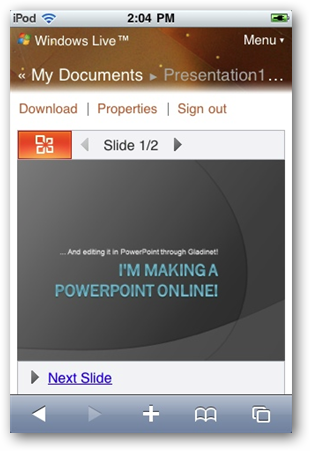 iPod 2:04 PM
Windows Live™ Menu
« My Documents ▸ Presentation1...
Download | Properties | Sign out
Slide 1/2
... And editing it in PowerPoint through Gladinet!
I'M MAKING A
POWERPOINT ONLINE!
Next Slide